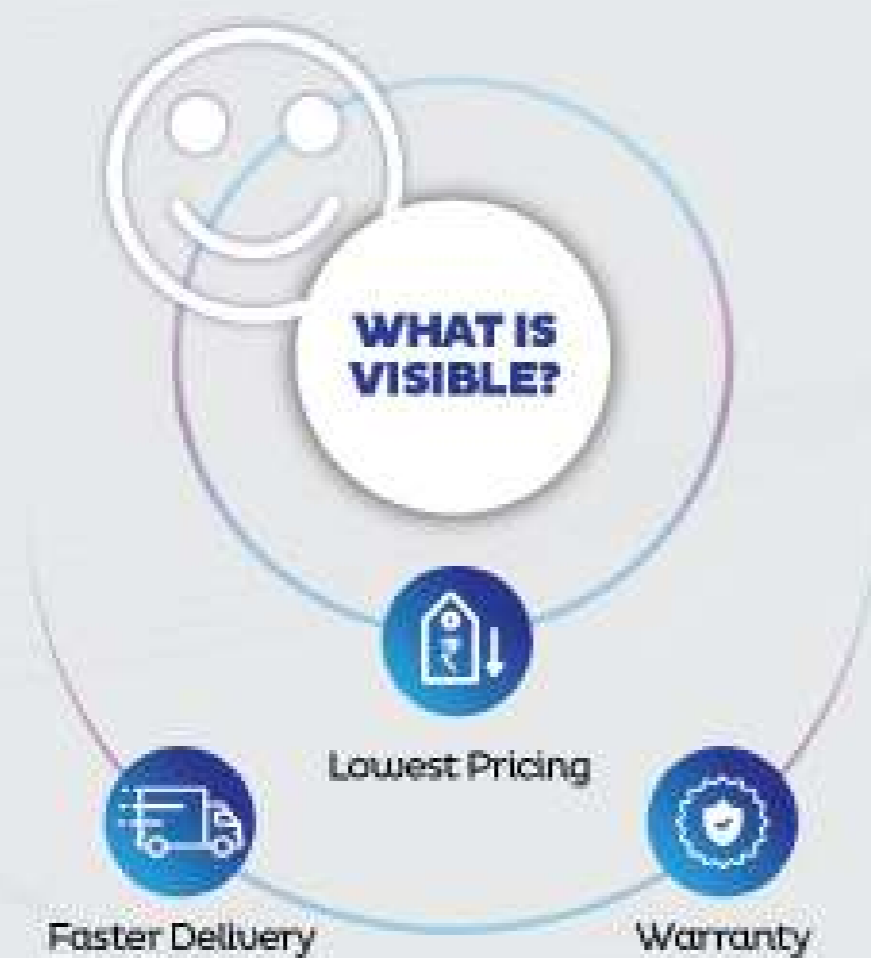 WHAT IS
VISIBLE?
₹
Lowest Pricing
Faster Delivery
Warranty